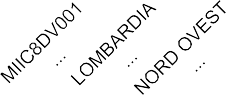 MIIC8DV001
...
LOMBARDIA
...
NORD OVEST
...